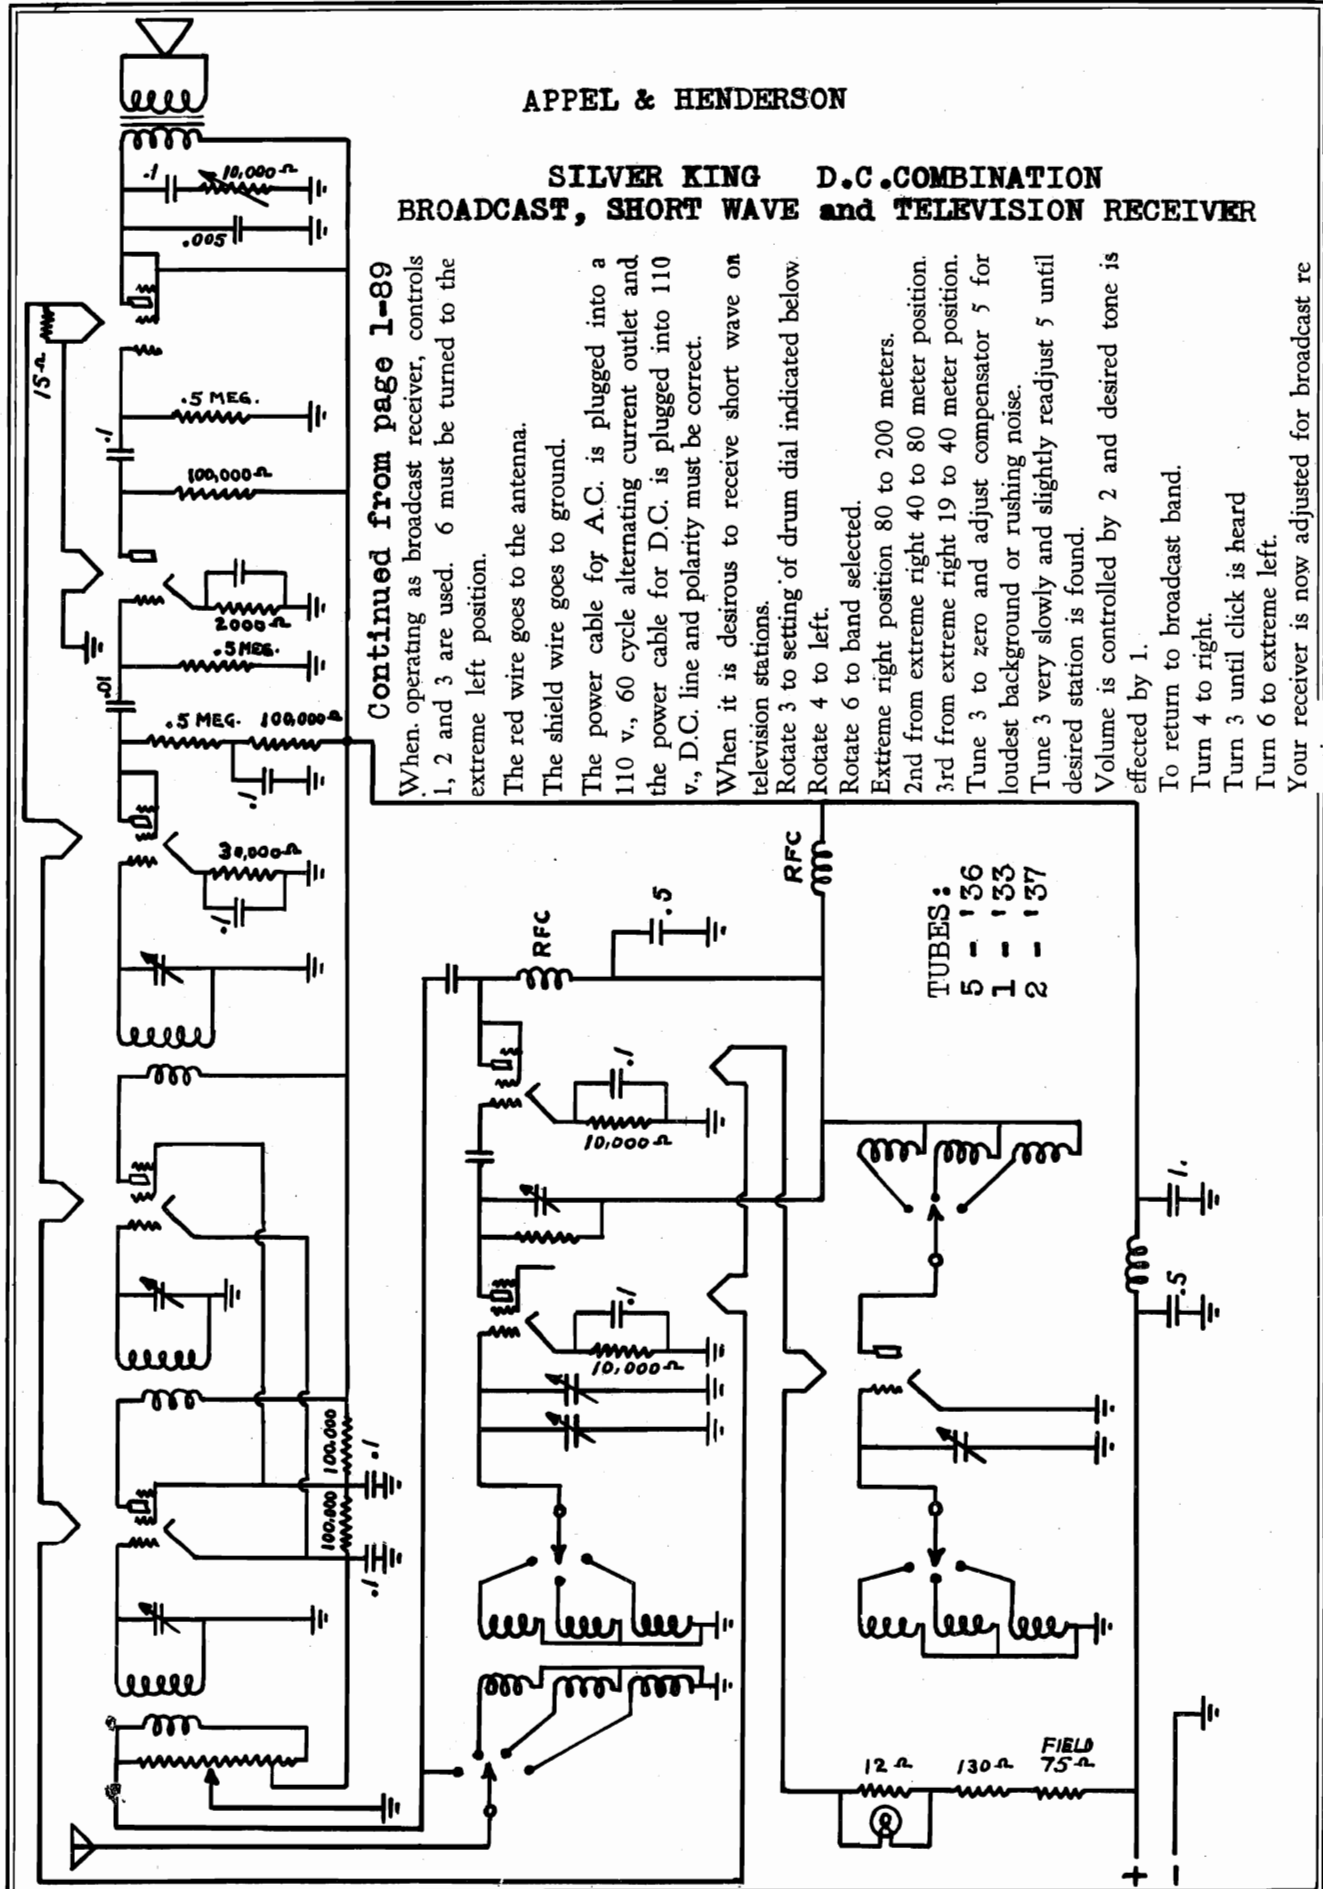 APPEL & HENDERSON
SILVER KING D.C.COMBINATION
BROADCAST, SHORT WAVE and TELEVISION RECEIVER
Continued from page 1-89
When. operating as broadcast receiver, controls
1, 2 and 3 are used. 6 must be turned to the
extreme left position.
The red wire goes to the antenna.
The shield wire goes to ground.
The power cable for A.C. is plugged into a
110 v., 60 cycle alternating current outlet and
the power cable for D.C. is plugged into 110
v., D.C. line and polarity must be correct.
When it is desirous to receive short wave on
television stations.
Rotate 3 to setting of drum dial indicated below.
Rotate 4 to left.
Rotate 6 to band selected.
Extreme right position 80 to 200 meters.
2nd from extreme right 40 to 80 meter position.
3rd from extreme right 19 to 40 meter position.
Tune 3 to zero and adjust compensator 5 for
loudest background or rushing noise.
Tune 3 very slowly and slightly readjust 5 until
desired station is found.
Volume is controlled by 2 and desired tone is
effected by 1.
To return to broadcast band.
Turn 4 to right.
Turn 3 until click is heard
Turn 6 to extreme left.
Your receiver is now adjusted for broadcast re
TUBES:
5 - '36
1 - '33
2 - '37
.1
10,000Ω
.005
15Ω
.5 MEG.
.1
100,000Ω
2000Ω
.5 MEG.
.01
.5 MEG.
100,000Ω
.1
30,000Ω
.1
100,000
.1
100,000
.1
RFC
.5
RFC
.1
10,000Ω
.1
10,000Ω
1.
.5
12Ω
130Ω
FIELD
75Ω
+
-